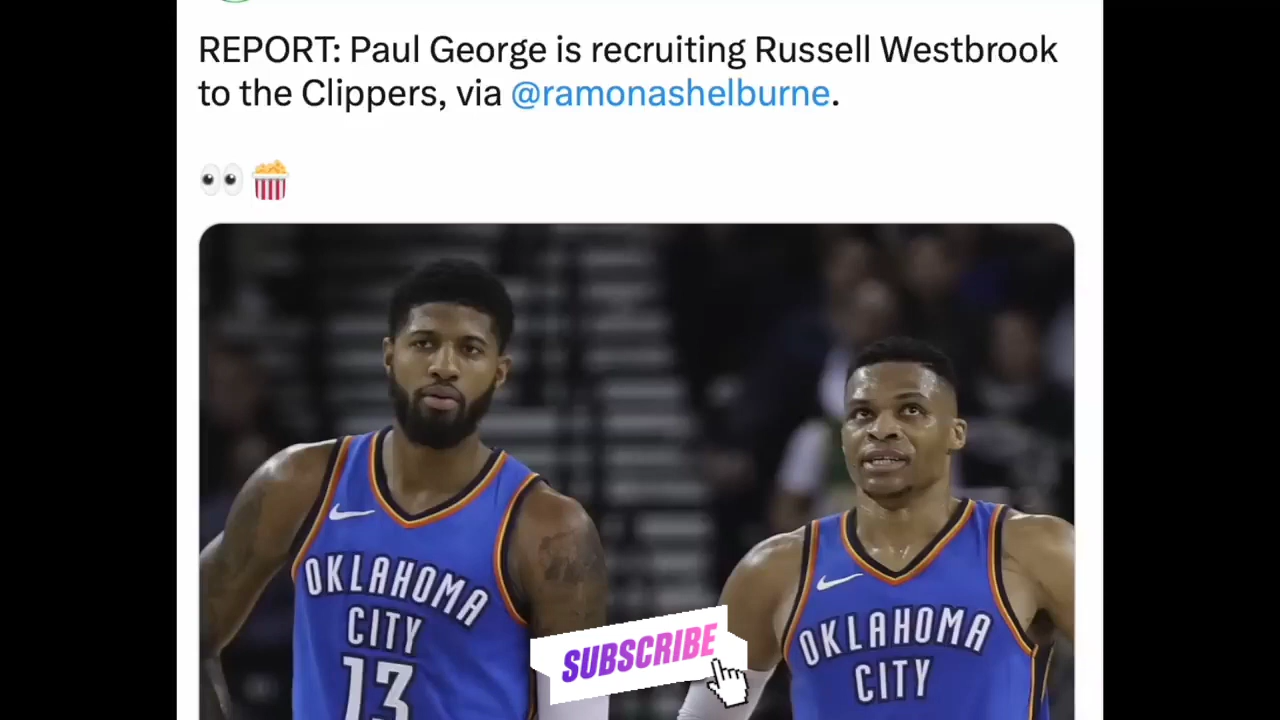 REPORT: Paul George is recruiting Russell Westbrook
to the Clippers, via @ramonashelburne.
👀🍿
OKLAHOMA
CITY
13
OKLAHOMA
CITY
SUBSCRIBE